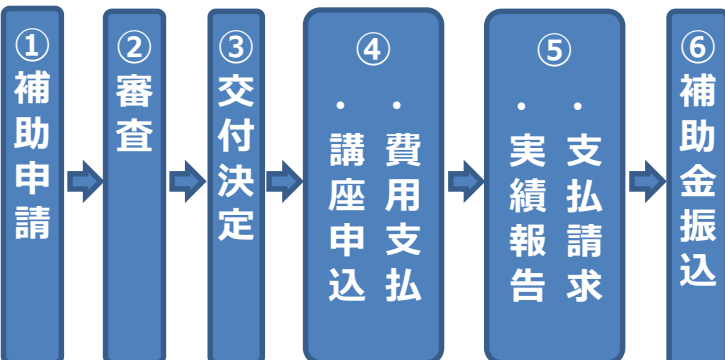 ①補助申請
②審査
③交付決定
④
・費用支払
・講座申込
⑤
・支払請求
・実績報告
⑥補助金振込